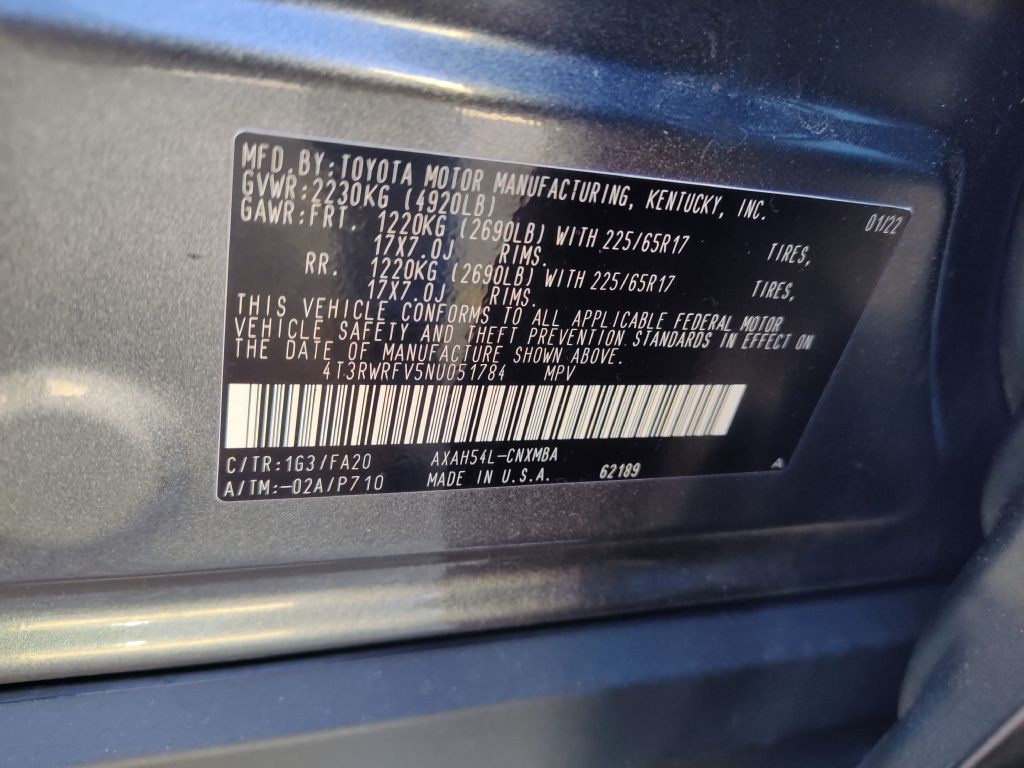 MFD. BY: TOYOTA MOTOR MANUFACTURING, KENTUCKY, INC. 01/22
GVWR: 2230KG (4920LB)
GAWR: FRT. 1220KG (2690LB) WITH 225/65R17 TIRES,
17X7.0J RIMS.
RR. 1220KG (2690LB) WITH 225/65R17 TIRES,
17X7.0J RIMS.
THIS VEHICLE CONFORMS TO ALL APPLICABLE FEDERAL MOTOR
VEHICLE SAFETY AND THEFT PREVENTION STANDARDS IN EFFECT ON
THE DATE OF MANUFACTURE SHOWN ABOVE.
4T3RWRFV5NU051784 MPV
C/TR: 1G3/FA20 AXAH54L-CNXMBA
A/TM: -02A/P710 MADE IN U.S.A. 62189